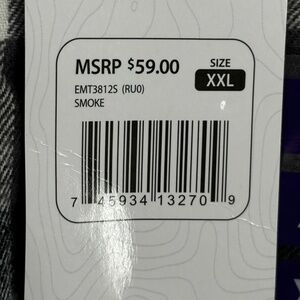 MSRP $59.00
SIZE
XXL
EMT3812S (RU0)
SMOKE
7 45934 13270 9